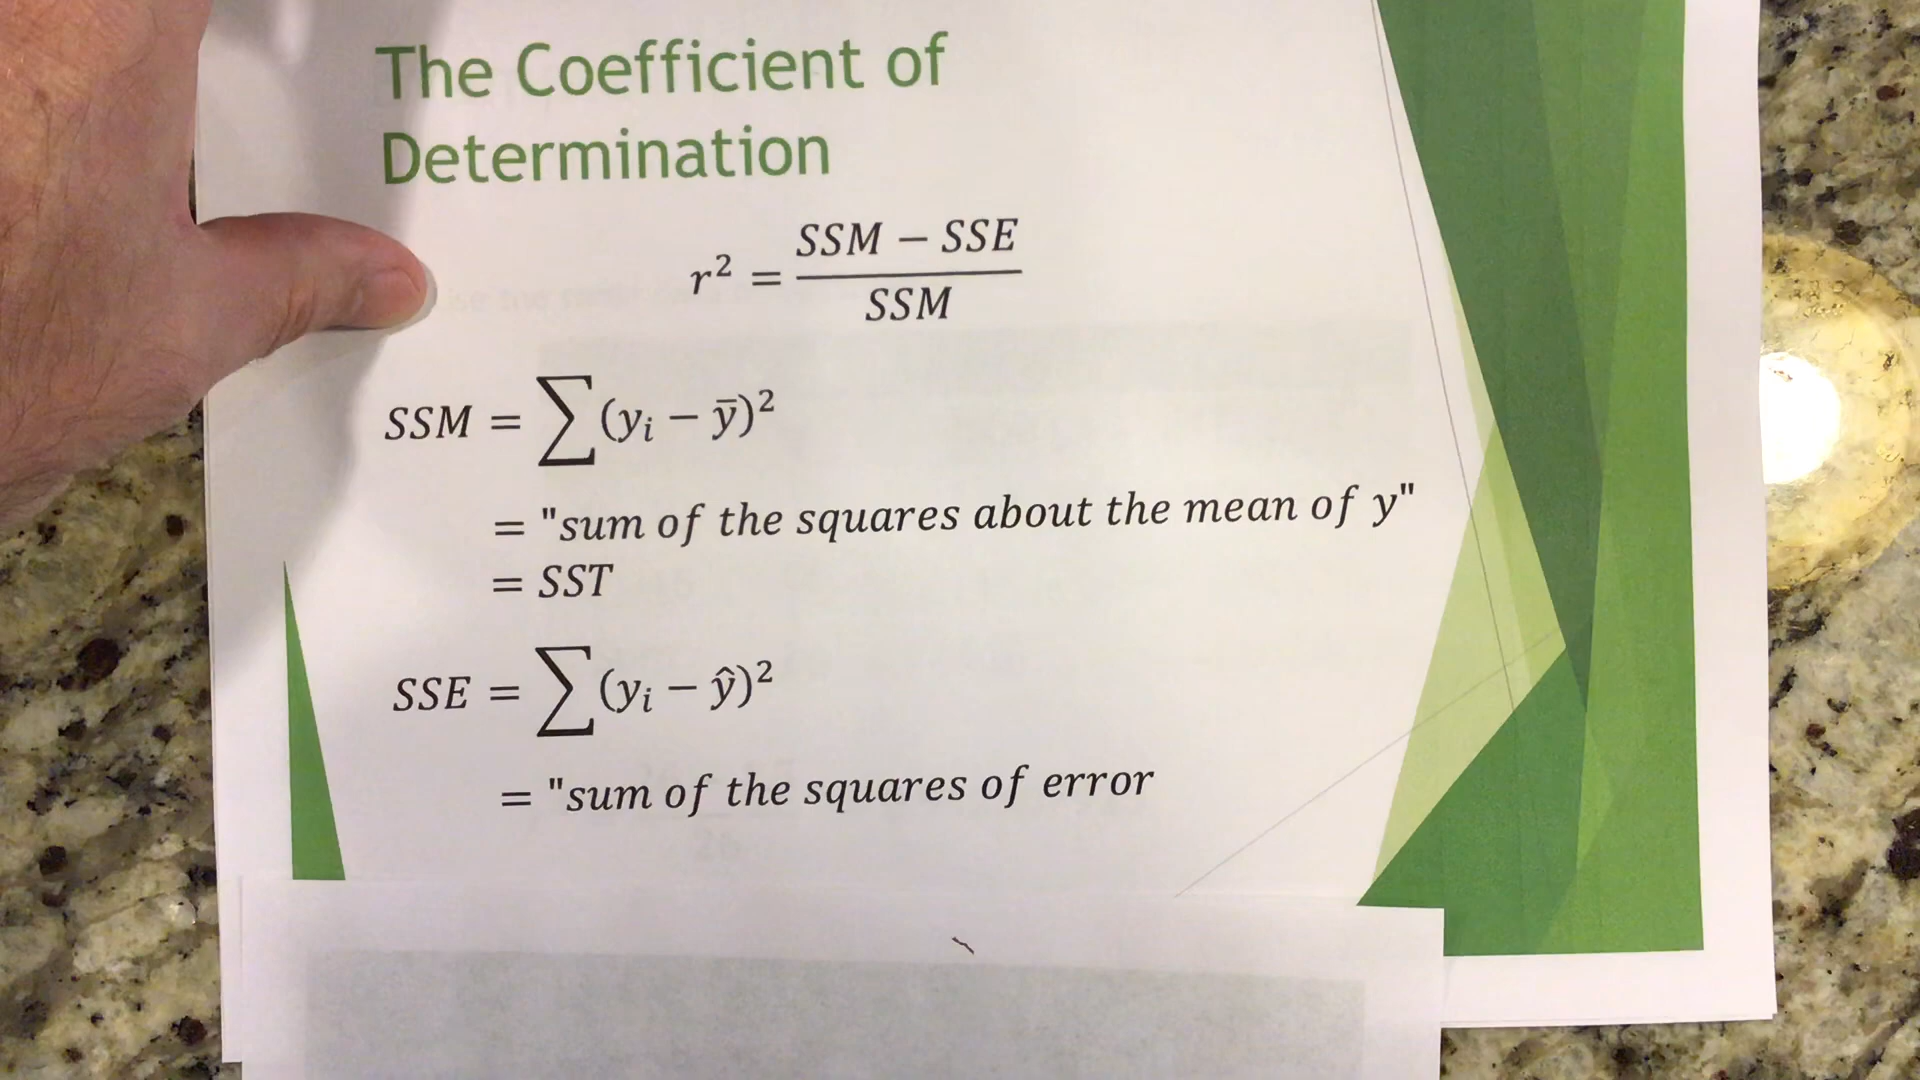 The Coefficient of
Determination
r² = (SSM − SSE) / SSM
SSM = ∑(yᵢ − ȳ)²
= "sum of the squares about the mean of y"
= SST
SSE = ∑(yᵢ − ŷ)²
= "sum of the squares of error